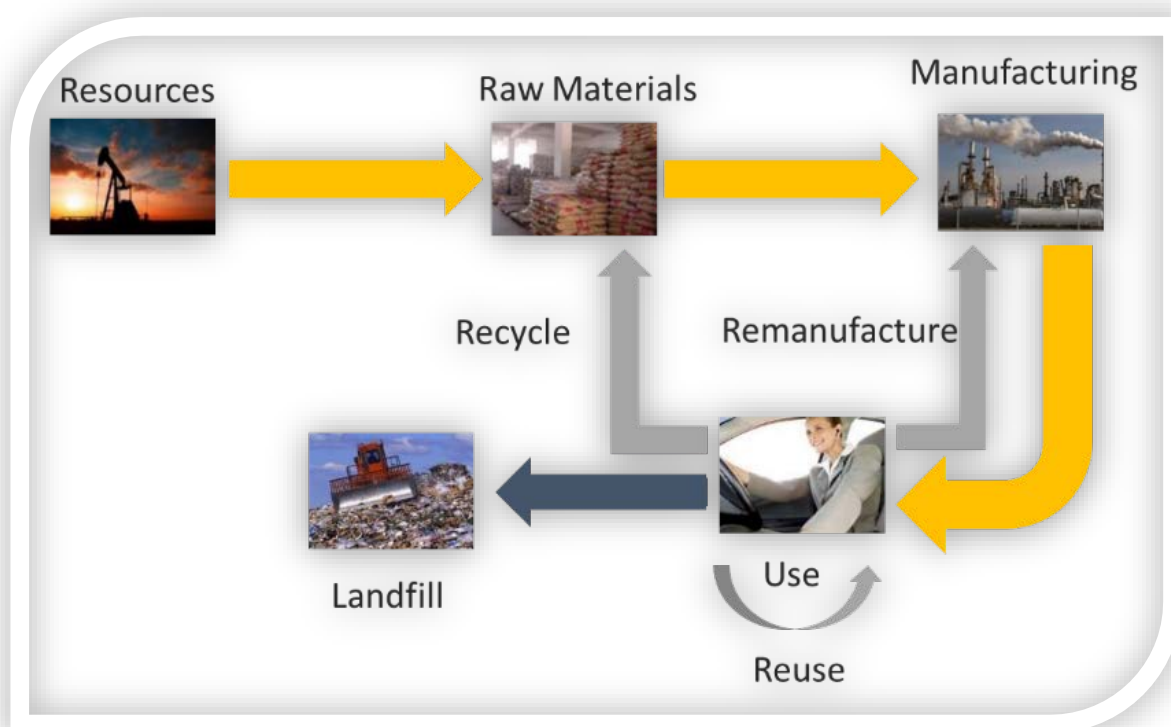 Resources
Raw Materials
Manufacturing
Recycle
Remanufacture
Landfill
Use
Reuse